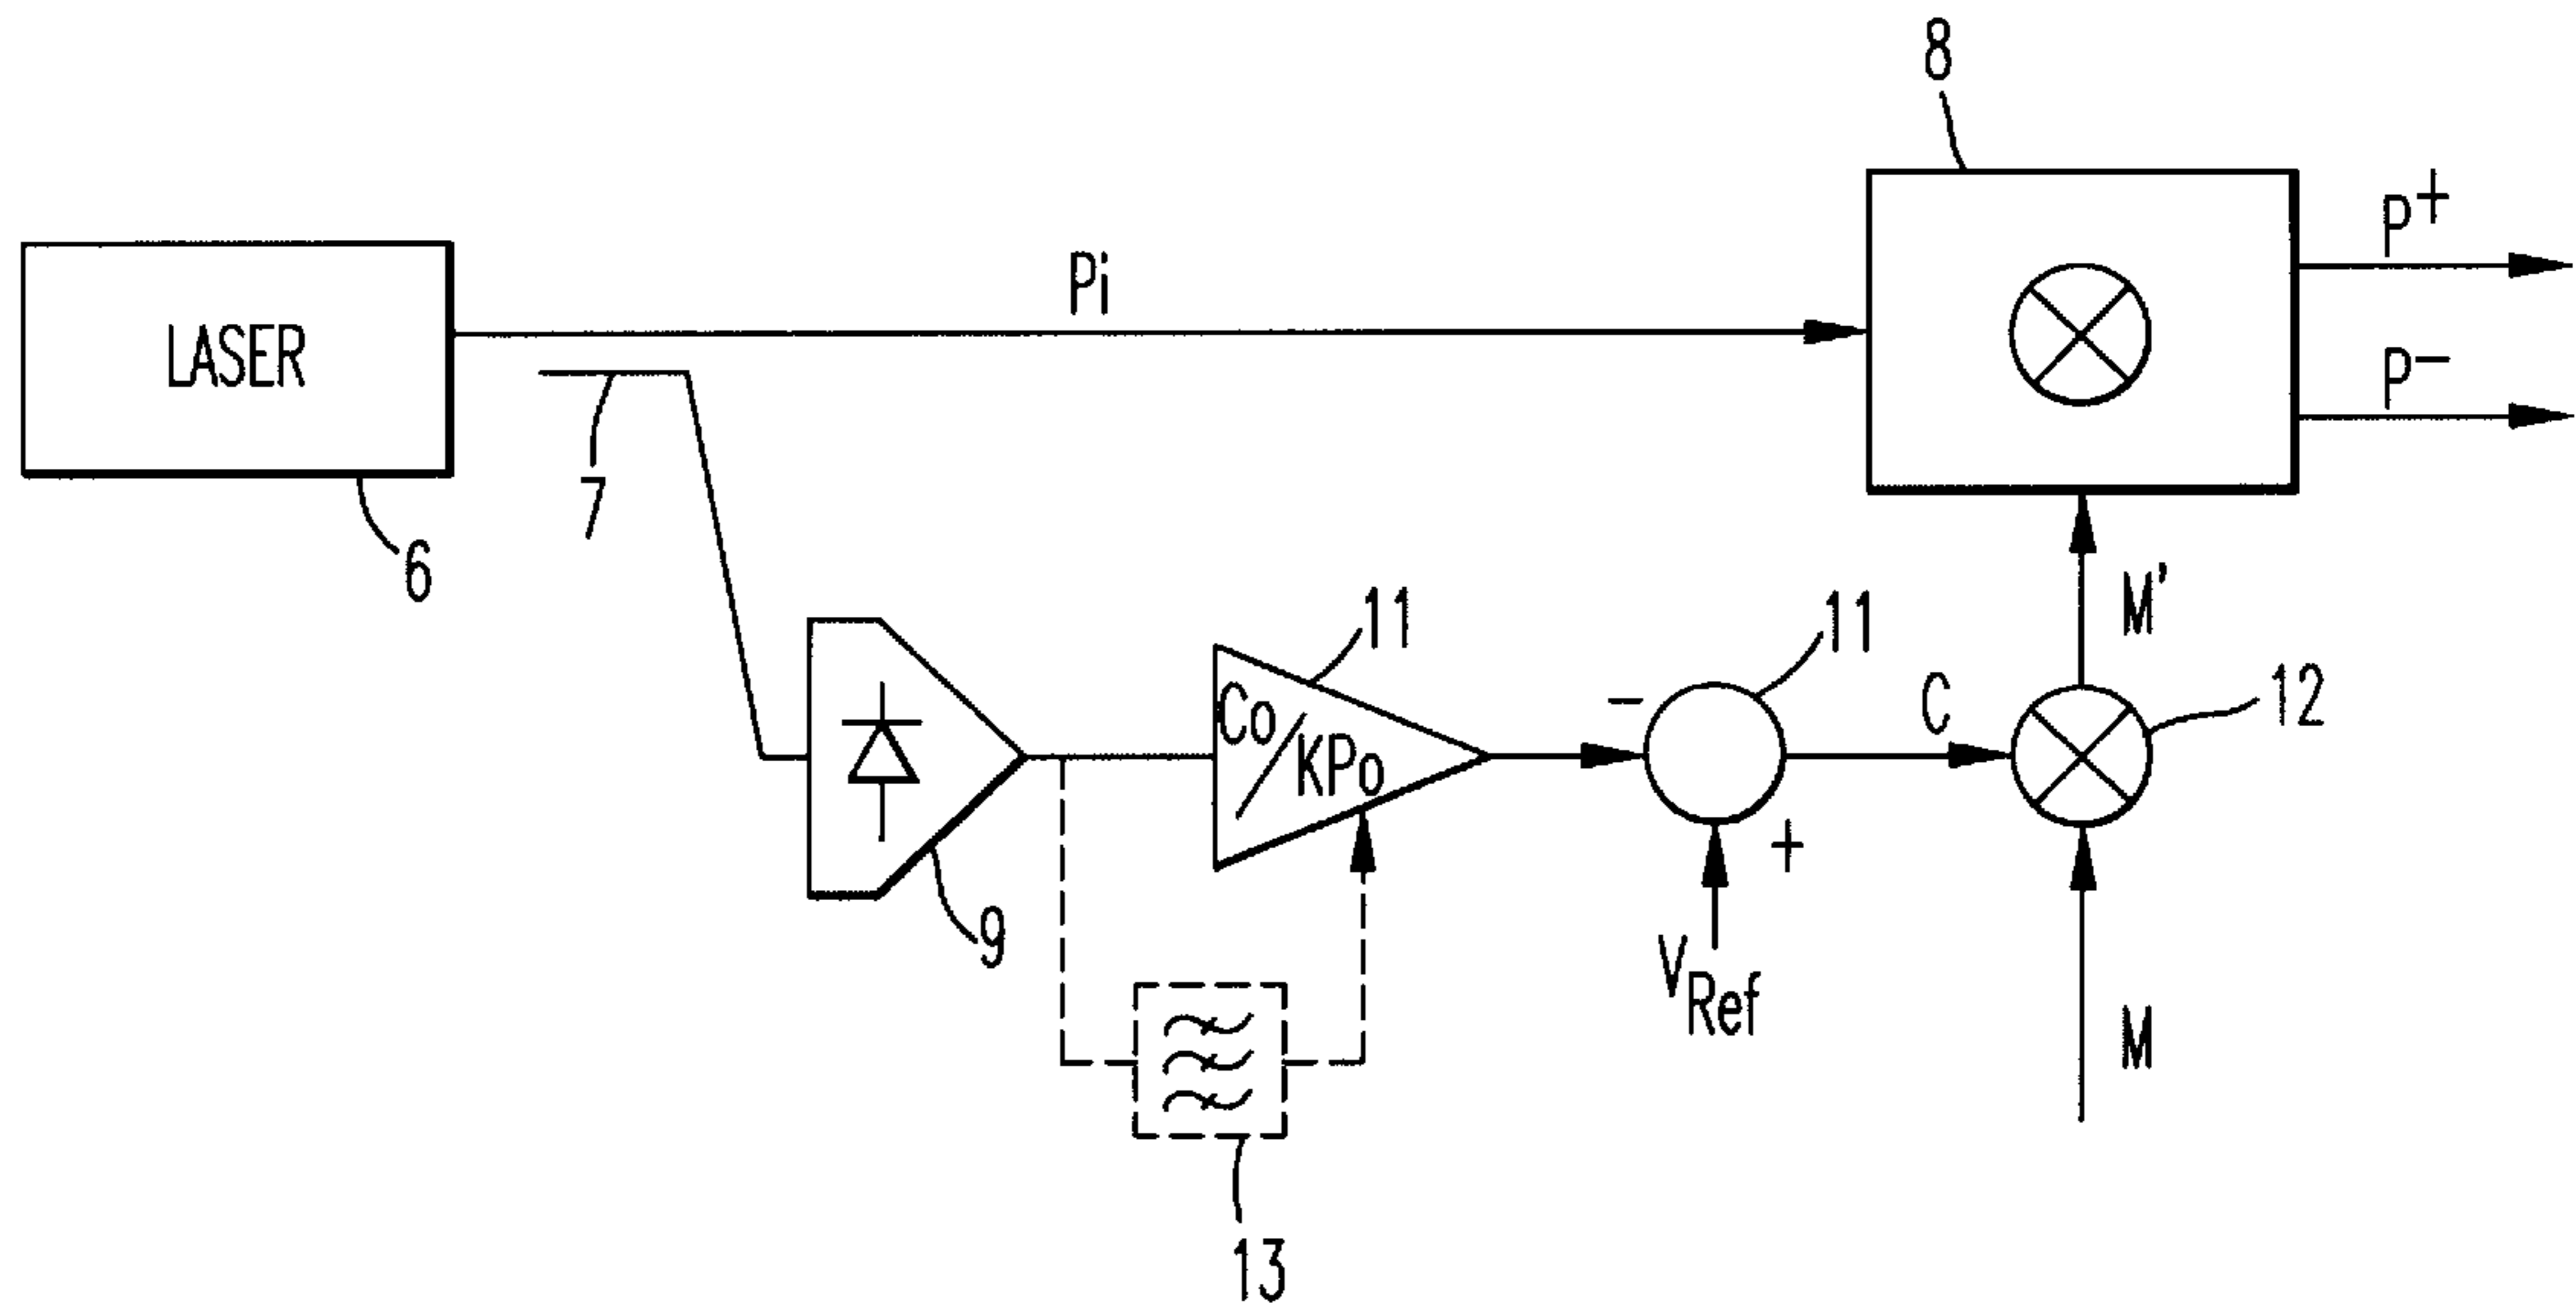 8
P+
Pi
LASER
P-
7
6
M'
11
11
Co/KPo
-
C
12
+
9
VRef
M
13